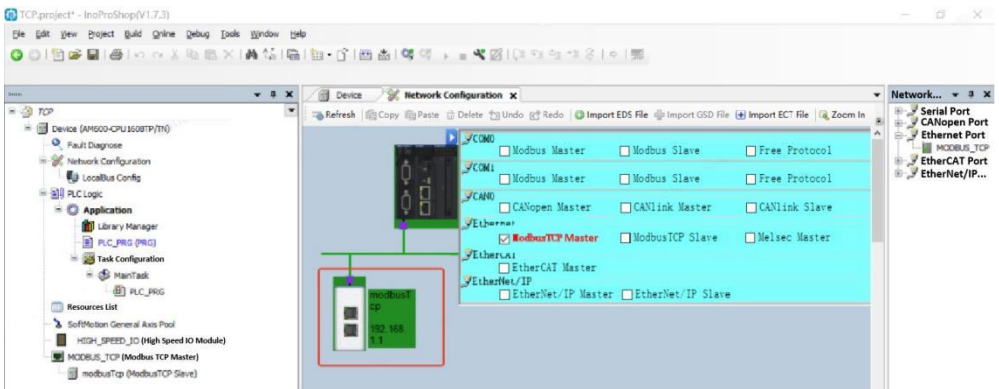 TCP.project* - InoProShop(V1.7.3)
File Edit View Project Build Online Debug Tools Window Help
TCP
Device (AM600-CPU1608TP/TN)
Fault Diagnose
Network Configuration
LocalBus Config
PLC Logic
Application
Library Manager
PLC_PRG (PRG)
Task Configuration
MainTask
PLC_PRG
Resources List
SoftMotion General Axis Pool
HIGH_SPEED_IO (High Speed IO Module)
MODBUS_TCP (Modbus TCP Master)
modbusTcp (ModbusTCP Slave)
Device Network Configuration
Refresh Copy Paste Delete Undo Redo Import EDS File Import GSD File Import ECT File Zoom In
COM0
Modbus Master Modbus Slave Free Protocol
COM1
Modbus Master Modbus Slave Free Protocol
CAN0
CANopen Master CANlink Master CANlink Slave
Ethernet
ModbusTCP Master ModbusTCP Slave Melsec Master
EtherCAT
EtherCAT Master
EtherNet/IP
EtherNet/IP Master EtherNet/IP Slave
modbusT
cp
192.168.
1.1
Network...
Serial Port
CANopen Port
Ethernet Port
MODBUS_TCP
EtherCAT Port
EtherNet/IP...